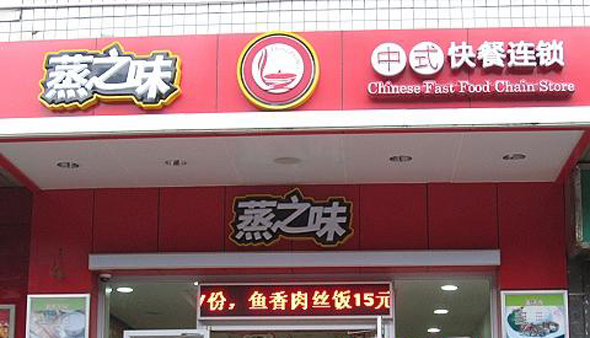 蒸之味
中式快餐连锁
Chinese Fast Food Chain Store
蒸之味
份，鱼香肉丝饭15元